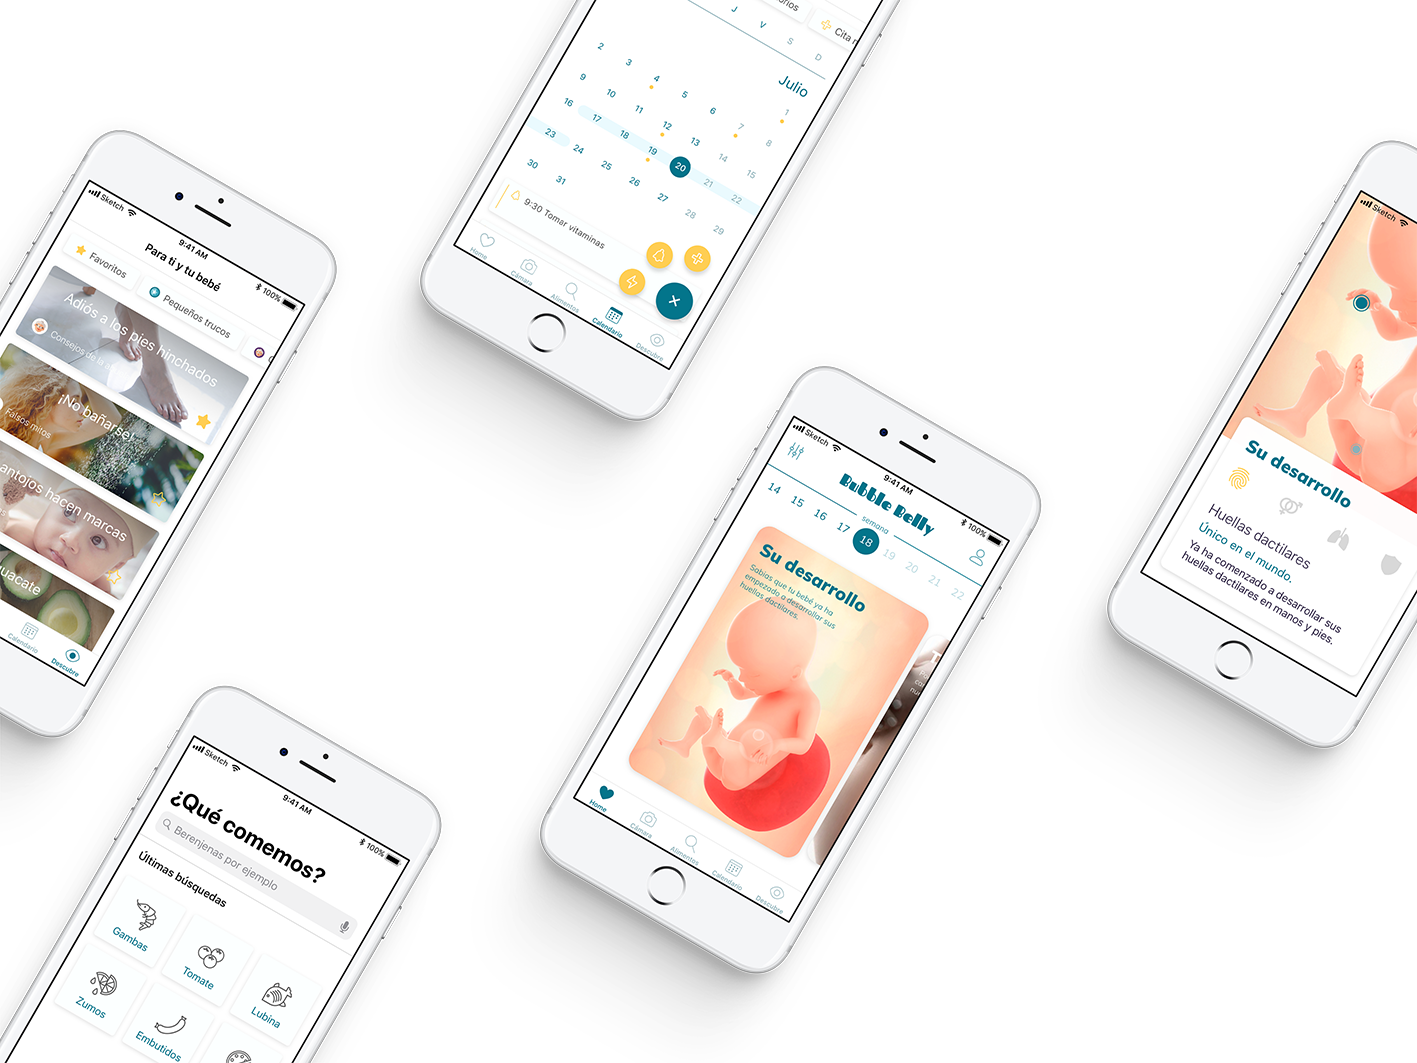 Sketch
9:41 AM
100%
Para ti y tu bebé
Favoritos
Pequeños trucos
Adiós a los pies hinchados
Consejos de la
¡No bañarse!
Falsos mitos
antojos hacen marcas
uacate
Calendario
Descubre
J V S D
Cita
Julio
1
2 3 4 5 6 7 8
9 10 11 12 13 14 15
16 17 18 19 20 21 22
23 24 25 26 27 28 29
30 31
9:30 Tomar vitaminas
Home
Cámara
Alimentos
Calendario
Descubre
Sketch
9:41 AM
100%
Bubble Belly
semana
14 15 16 17 18 19 20 21 22
Su desarrollo
Sabías que tu bebé ya ha
empezado a desarrollar sus
huellas dactilares.
Home
Cámara
Alimentos
Calendario
Descubre
Sketch
Su desarrollo
Huellas dactilares
Único en el mundo.
Ya ha comenzado a desarrollar sus
huellas dactilares en manos y pies.
Sketch
9:41 AM
100%
¿Qué comemos?
Berenjenas por ejemplo
Últimas búsquedas
Gambas
Tomate
Lubina
Zumos
Embutidos